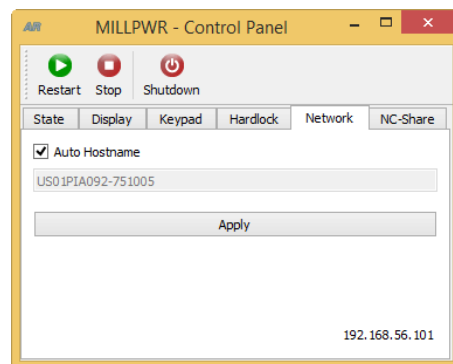 AR MILLPWR - Control Panel
Restart Stop Shutdown
State Display Keypad Hardlock Network NC-Share
Auto Hostname
US01PIA092-751005
Apply
192.168.56.101